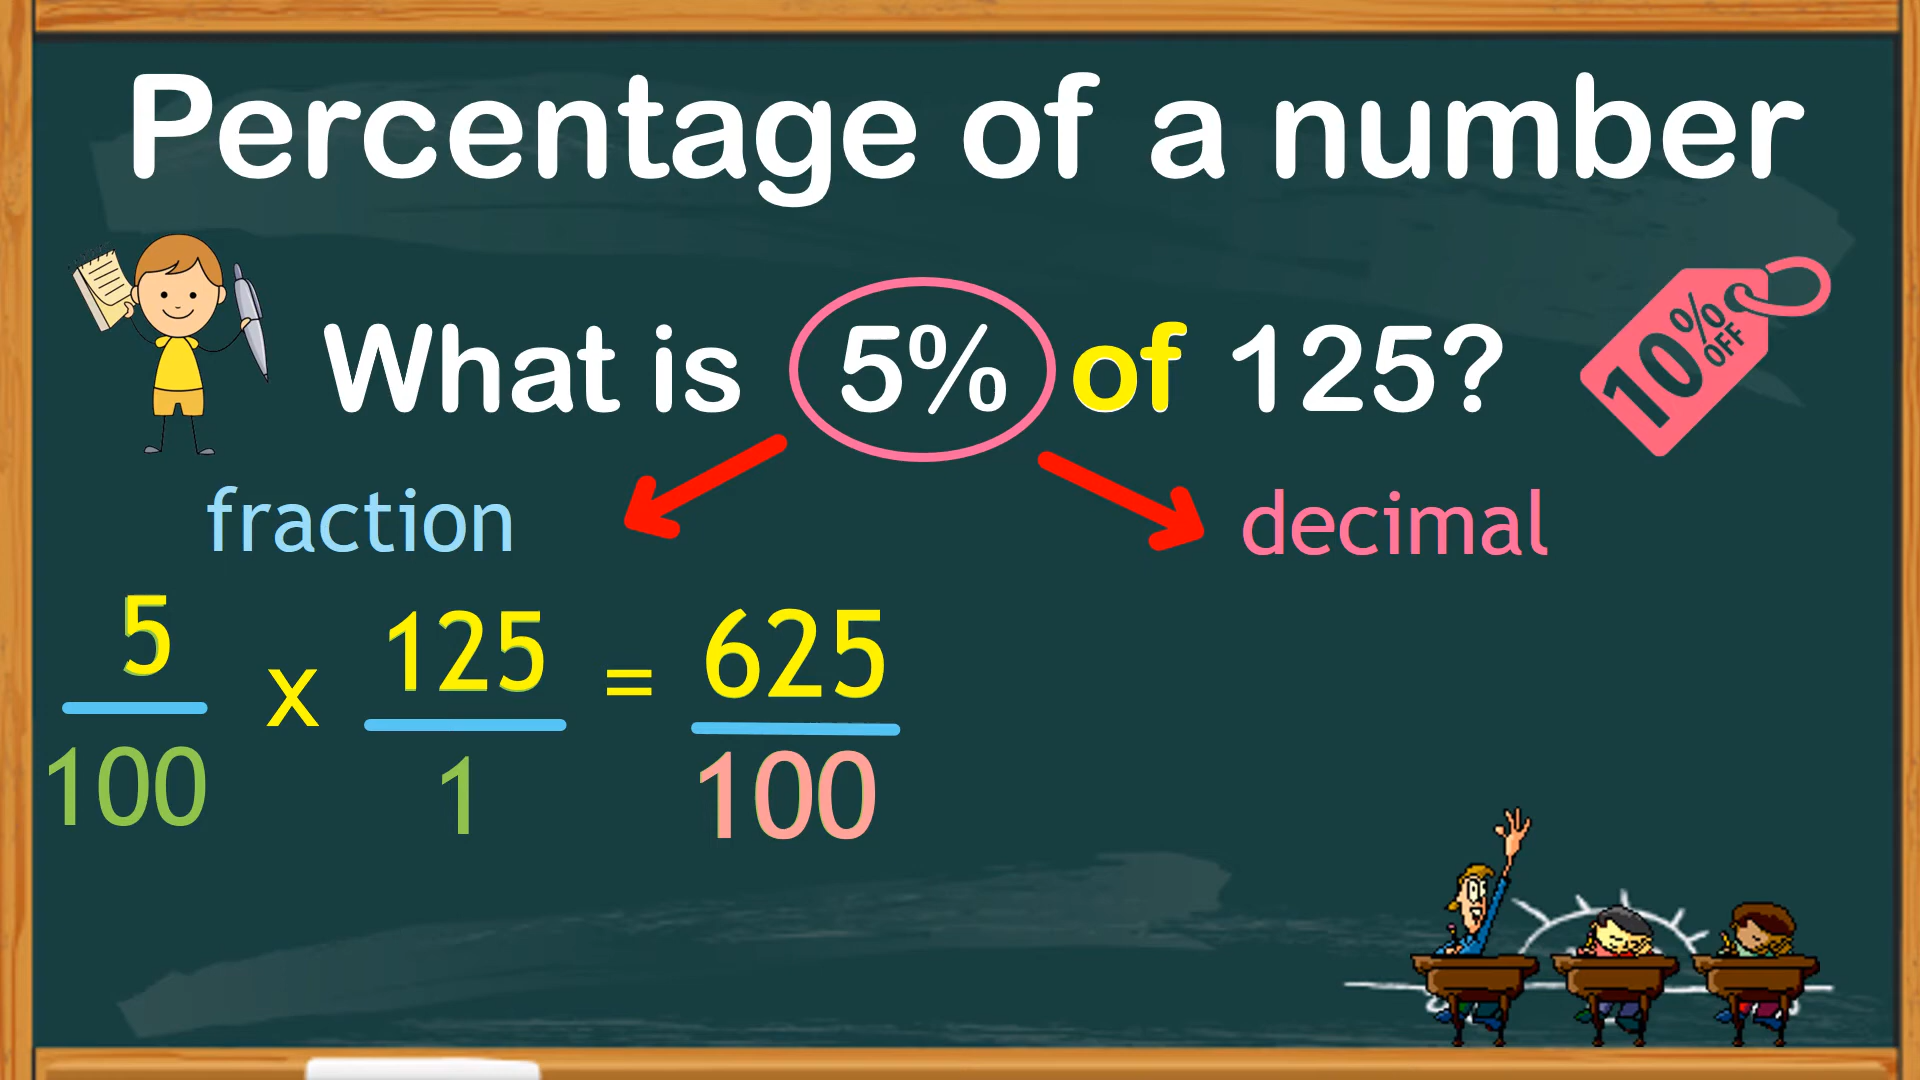 Percentage of a number
What is 5% of 125?
10% OFF
fraction
decimal
5 125 625
x =
100 1 100